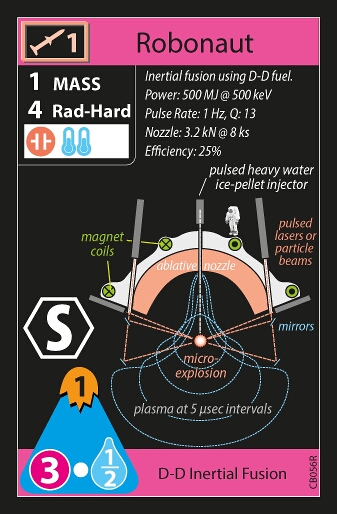 1
Robonaut
1 MASS
4 Rad-Hard
Inertial fusion using D-D fuel.
Power: 500 MJ @ 500 keV
Pulse Rate: 1 Hz, Q: 13
Nozzle: 3.2 kN @ 8 ks
Efficiency: 25%
pulsed heavy water
ice-pellet injector
magnet
coils
pulsed
lasers or
particle
beams
ablative nozzle
mirrors
micro-
explosion
plasma at 5 µsec intervals
S
1
3 • 1/2
D-D Inertial Fusion
CB056R